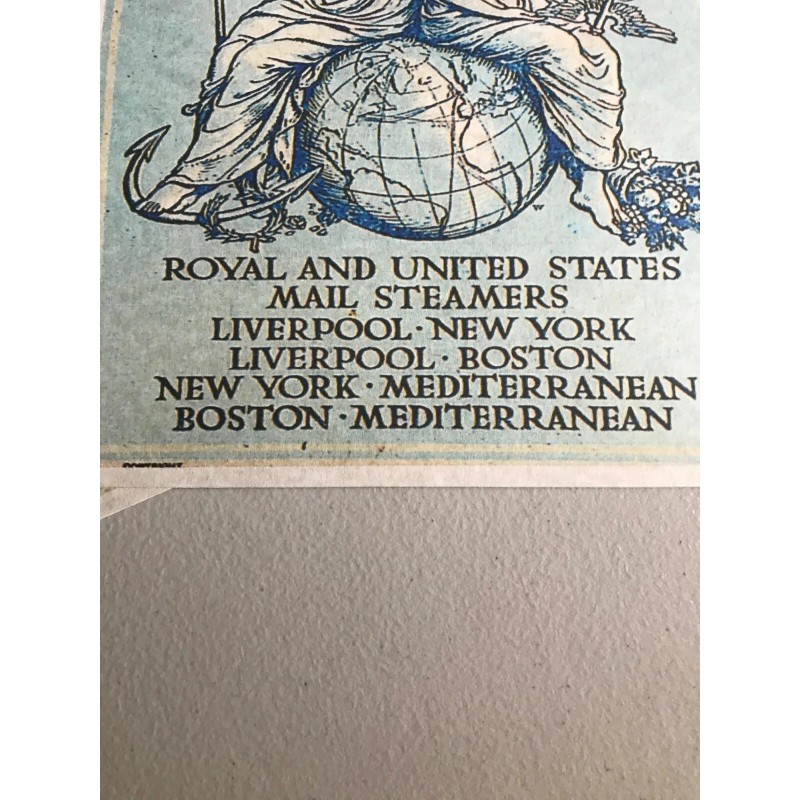 ROYAL AND UNITED STATES
MAIL STEAMERS
LIVERPOOL · NEW YORK
LIVERPOOL · BOSTON
NEW YORK · MEDITERRANEAN
BOSTON · MEDITERRANEAN